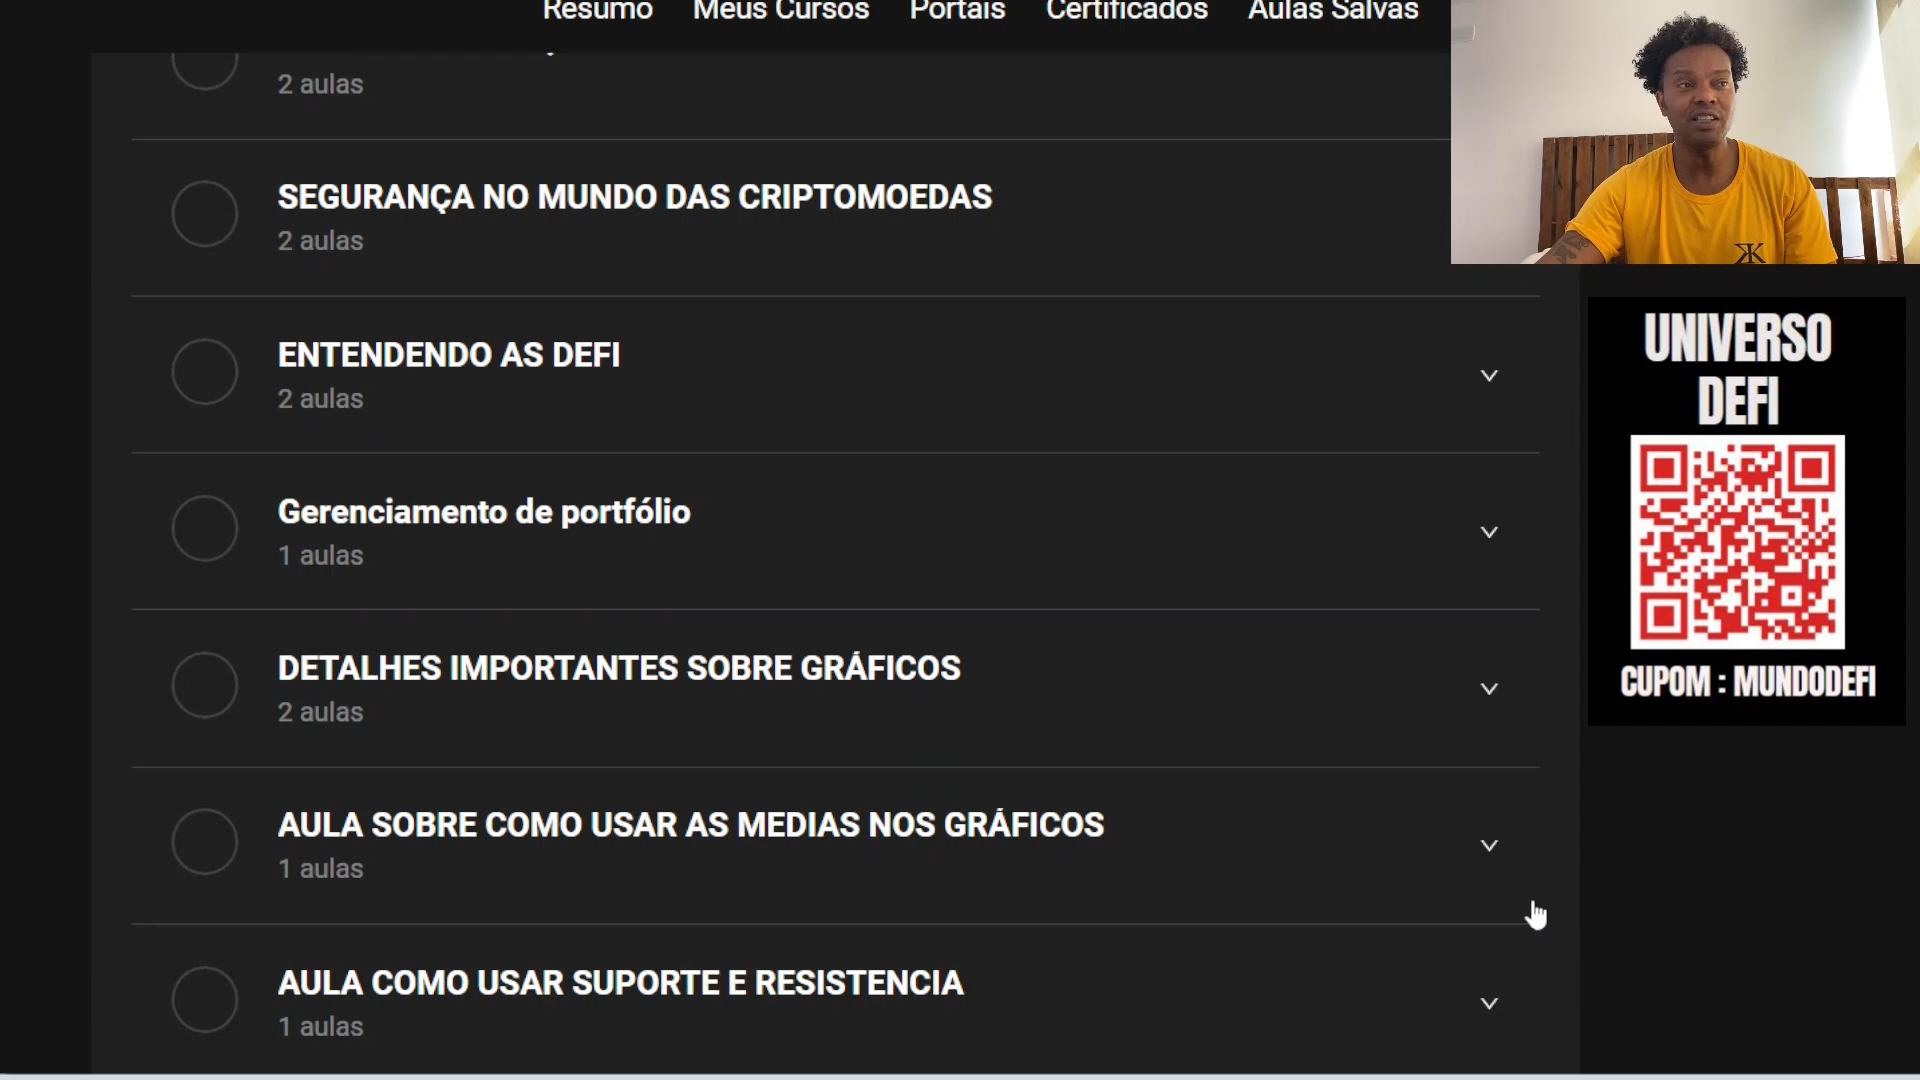 Resumo Meus Cursos Portais Certificados Aulas Salvas
2 aulas
SEGURANÇA NO MUNDO DAS CRIPTOMOEDAS
2 aulas
ENTENDENDO AS DEFI
2 aulas
Gerenciamento de portfólio
1 aulas
DETALHES IMPORTANTES SOBRE GRÁFICOS
2 aulas
AULA SOBRE COMO USAR AS MEDIAS NOS GRÁFICOS
1 aulas
AULA COMO USAR SUPORTE E RESISTENCIA
1 aulas
UNIVERSO
DEFI
CUPOM : MUNDODEFI